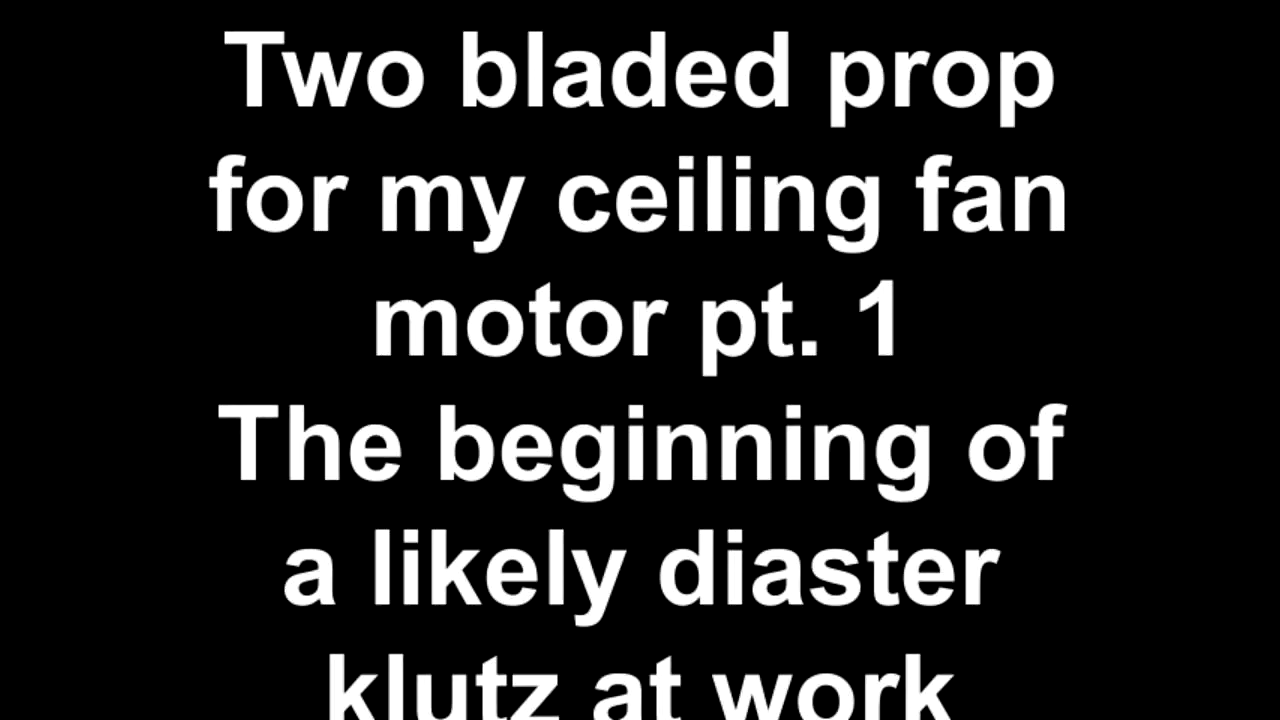 Two bladed prop
for my ceiling fan
motor pt. 1
The beginning of
a likely diaster
klutz at work